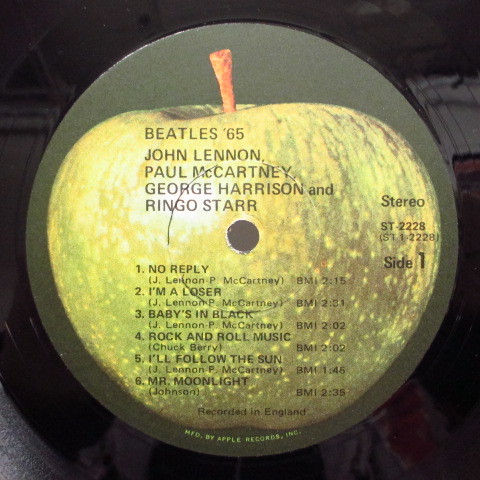 BEATLES '65
JOHN LENNON,
PAUL McCARTNEY,
GEORGE HARRISON and
RINGO STARR
Stereo
ST-2228
(ST 1-2228)
Side 1
1. NO REPLY
(J. Lennon-P. McCartney) BMI 2:15
2. I'M A LOSER
(J. Lennon-P. McCartney) BMI 2:31
3. BABY'S IN BLACK
(J. Lennon-P. McCartney) BMI 2:02
4. ROCK AND ROLL MUSIC
(Chuck Berry) BMI 2:02
5. I'LL FOLLOW THE SUN
(J. Lennon-P. McCartney) BMI 1:46
6. MR. MOONLIGHT
(Johnson) BMI 2:35
Recorded in England
MFD. BY APPLE RECORDS, INC.